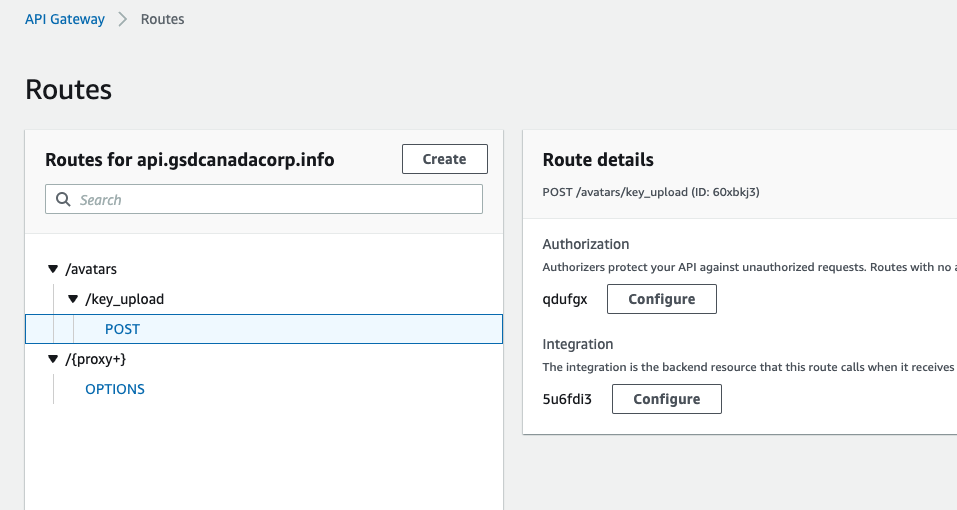 API Gateway > Routes
Routes
Routes for api.gsdcanadacorp.info
Create
Search
/avatars
/key_upload
POST
/{proxy+}
OPTIONS
Route details
POST /avatars/key_upload (ID: 60xbkj3)
Authorization
Authorizers protect your API against unauthorized requests. Routes with no a
qdufgx
Configure
Integration
The integration is the backend resource that this route calls when it receives
5u6fdi3
Configure